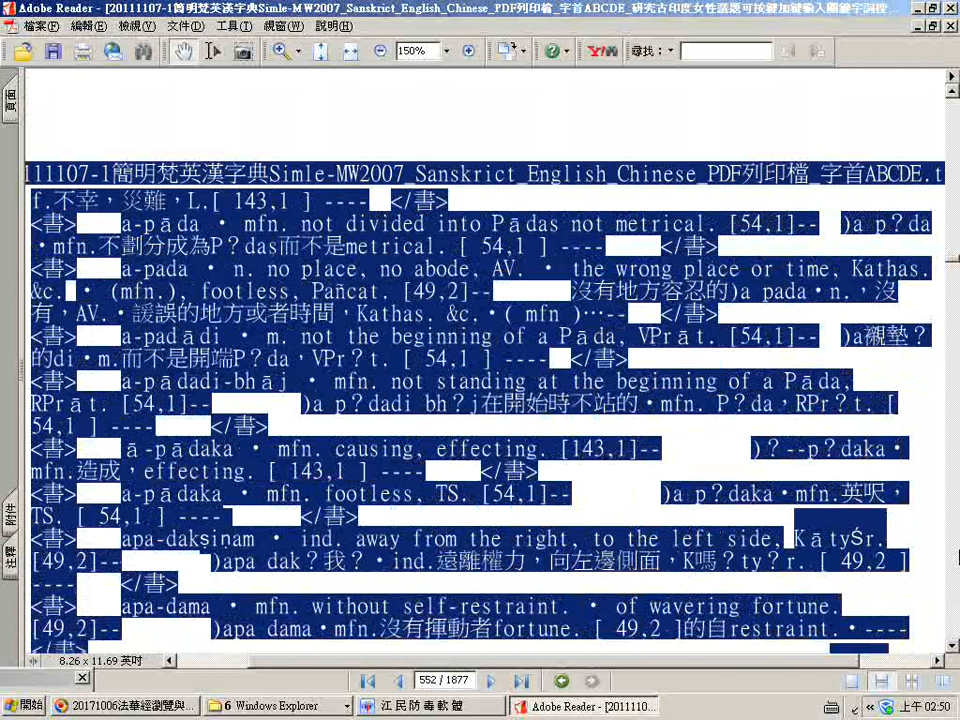 Adobe Reader - [20111107-1簡明梵英漢字典Simle-MW2007_Sanskrict_English_Chinese_PDF列印檔_字首ABCDE_研究古印度女性議題可按鍵加鍵輸入關鍵字詞搜...
檔案(F) 編輯(E) 檢視(V) 文件(D) 工具(T) 視窗(W) 說明(H)
150% Y! 尋找：
頁面
111107-1簡明梵英漢字典Simle-MW2007_Sanskrict_English_Chinese_PDF列印檔_字首ABCDE.t
f.不幸，災難，L.[ 143,1 ] ---- </書>
<書> a-pāda · mfn. not divided into Pādas not metrical. [54,1]-- )a p？da
·mfn.不劃分成為P？das而不是metrical. [ 54,1 ] ---- </書>
<書> a-pada · n. no place, no abode, AV. · the wrong place or time, Kathas.
&c. · (mfn.), footless, Pañcat. [49,2]-- 沒有地方容忍的)a pada·n.，沒
有，AV.·謬誤的地方或者時間，Kathas. &c.·( mfn )…-- </書>
<書> a-padādi · m. not the beginning of a Pāda, VPrāt. [54,1]-- )a襯墊？
的di·m.而不是開端P？da，VPr？t. [ 54,1 ] ---- </書>
<書> a-pādadi-bhāj · mfn. not standing at the beginning of a Pāda,
RPrāt. [54,1]-- )a p？dadi bh？j在開始時不站的·mfn. P？da，RPr？t. [
54,1 ] ---- </書>
<書> ā-pādaka · mfn. causing, effecting. [143,1]-- )？--p？daka·
mfn.造成，effecting. [ 143,1 ] ---- </書>
<書> a-pādaka · mfn. footless, TS. [54,1]-- )a p？daka·mfn.英呎，
TS. [ 54,1 ] ---- </書>
<書> apa-dakṣiṇam · ind. away from the right, to the left side, KātyŚr.
[49,2]-- )apa dak？我？·ind.遠離權力，向左邊側面，K嗎？ty？r. [ 49,2 ]
---- </書>
<書> apa-dama · mfn. without self-restraint. · of wavering fortune.
[49,2]-- )apa dama·mfn.沒有揮動者fortune. [ 49,2 ]的自restraint.·----
</書>
附件
注釋
8.26 x 11.69 英吋
552 / 1877
開始 20171006法華經瀏覽與... 6 Windows Explorer 江民防毒軟體 Adobe Reader - [2011110... 上午 02:50